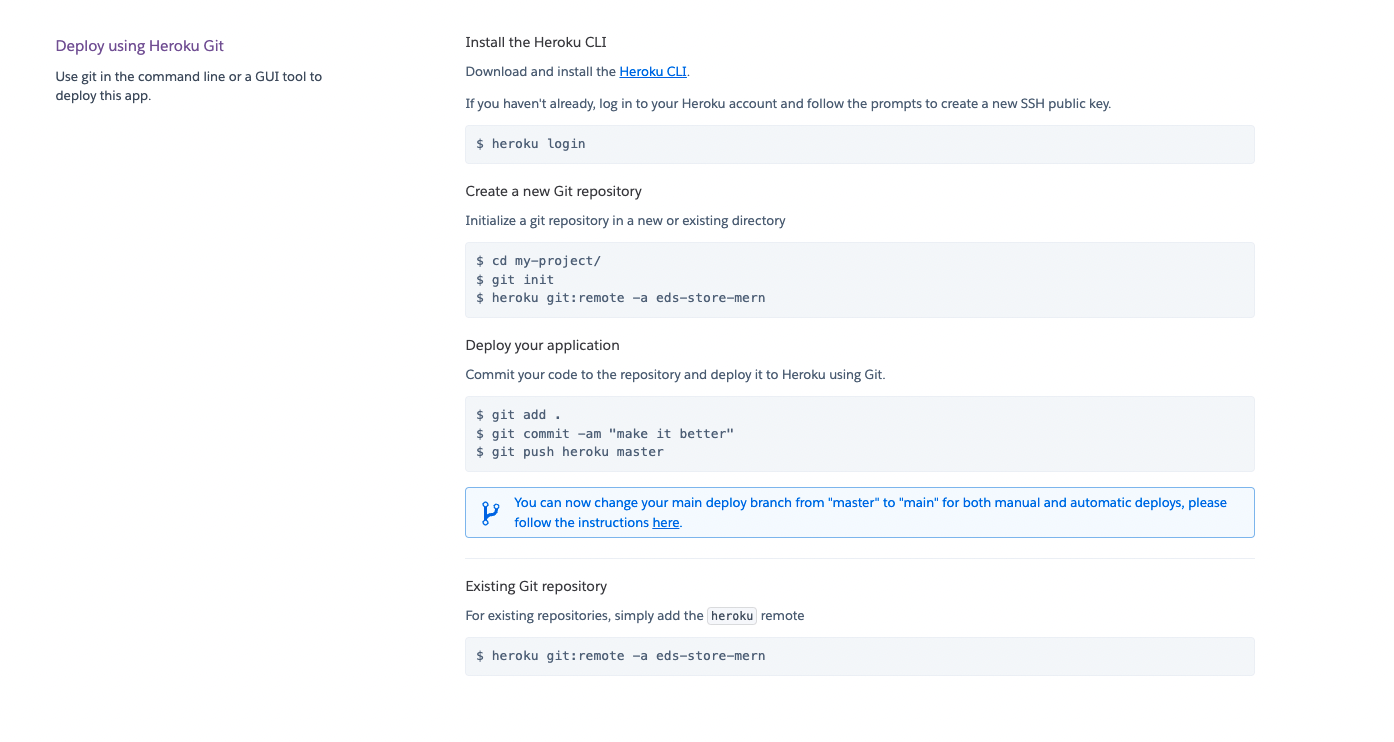 Deploy using Heroku Git
Use git in the command line or a GUI tool to
deploy this app.
Install the Heroku CLI
Download and install the Heroku CLI.
If you haven't already, log in to your Heroku account and follow the prompts to create a new SSH public key.
$ heroku login
Create a new Git repository
Initialize a git repository in a new or existing directory
$ cd my-project/
$ git init
$ heroku git:remote -a eds-store-mern
Deploy your application
Commit your code to the repository and deploy it to Heroku using Git.
$ git add .
$ git commit -am "make it better"
$ git push heroku master
You can now change your main deploy branch from "master" to "main" for both manual and automatic deploys, please
follow the instructions here.
Existing Git repository
For existing repositories, simply add the heroku remote
$ heroku git:remote -a eds-store-mern